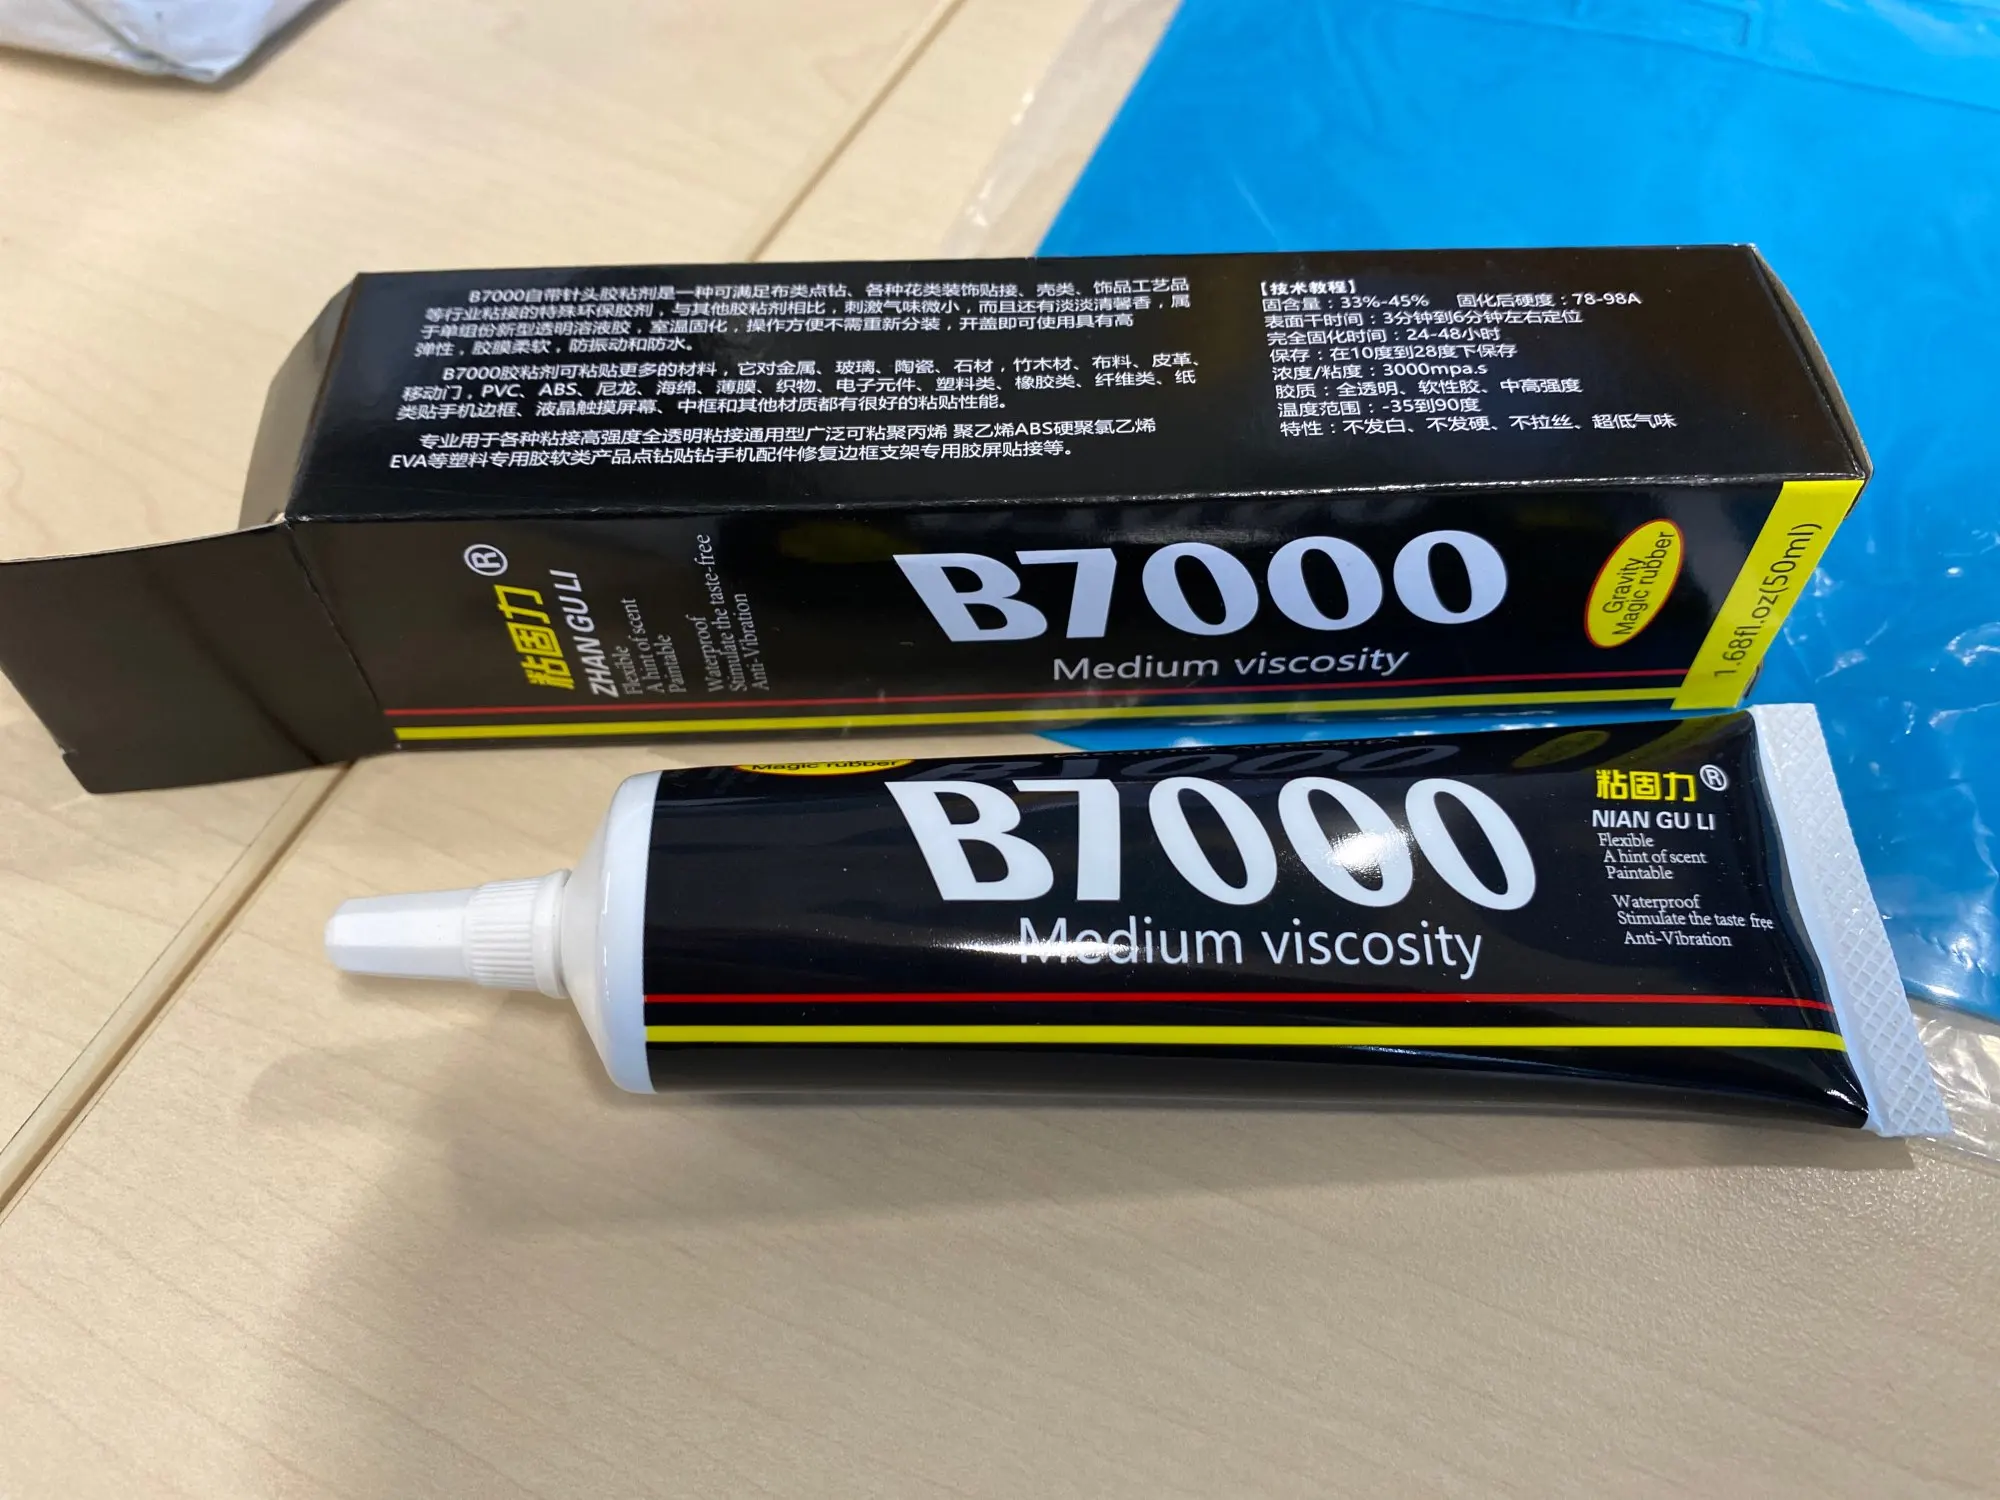 B7000自带针头胶粘剂是一种可满足布类点钻、各种花类装饰贴接、壳类、饰品工艺品
等行业粘接的特殊环保胶剂，与其他胶粘剂相比，刺激气味微小，而且还有淡淡清馨香，属
于单组份新型透明溶液胶，室温固化，操作方便不需重新分装，开盖即可使用具有高
弹性，胶膜柔软，防振动和防水。
B7000胶粘剂可粘贴更多的材料，它对金属、玻璃、陶瓷、石材，竹木材、布料、皮革、
移动门，PVC、ABS、尼龙、海绵、薄膜、织物、电子元件、塑料类、橡胶类、纤维类、纸
类贴手机边框、液晶触摸屏幕、中框和其他材质都有很好的粘贴性能。
专业用于各种粘接高强度全透明粘接通用型广泛可粘聚丙烯 聚乙烯ABS硬聚氯乙烯
EVA等塑料专用胶软类产品点钻贴钻手机配件修复边框支架专用胶屏贴接等。
【技术教程】
固含量：33%-45% 固化后硬度：78-98A
表面干时间：3分钟到6分钟左右定位
完全固化时间：24-48小时
保存：在10度到28度下保存
浓度/粘度：3000mpa.s
胶质：全透明、软性胶、中高强度
温度范围：-35到90度
特性：不发白、不发硬、不拉丝、超低气味
粘固力®
ZHAN GU LI
Flexible
A hint of scent
Paintable
Waterproof
Stimulate the taste-free
Anti-Vibration
B7000
Medium viscosity
Gravity
Magic rubber
1.68fl.oz(50ml)
Magic rubber
B7000
Medium viscosity
粘固力®
NIAN GU LI
Flexible
A hint of scent
Paintable
Waterproof
Stimulate the taste free
Anti-Vibration